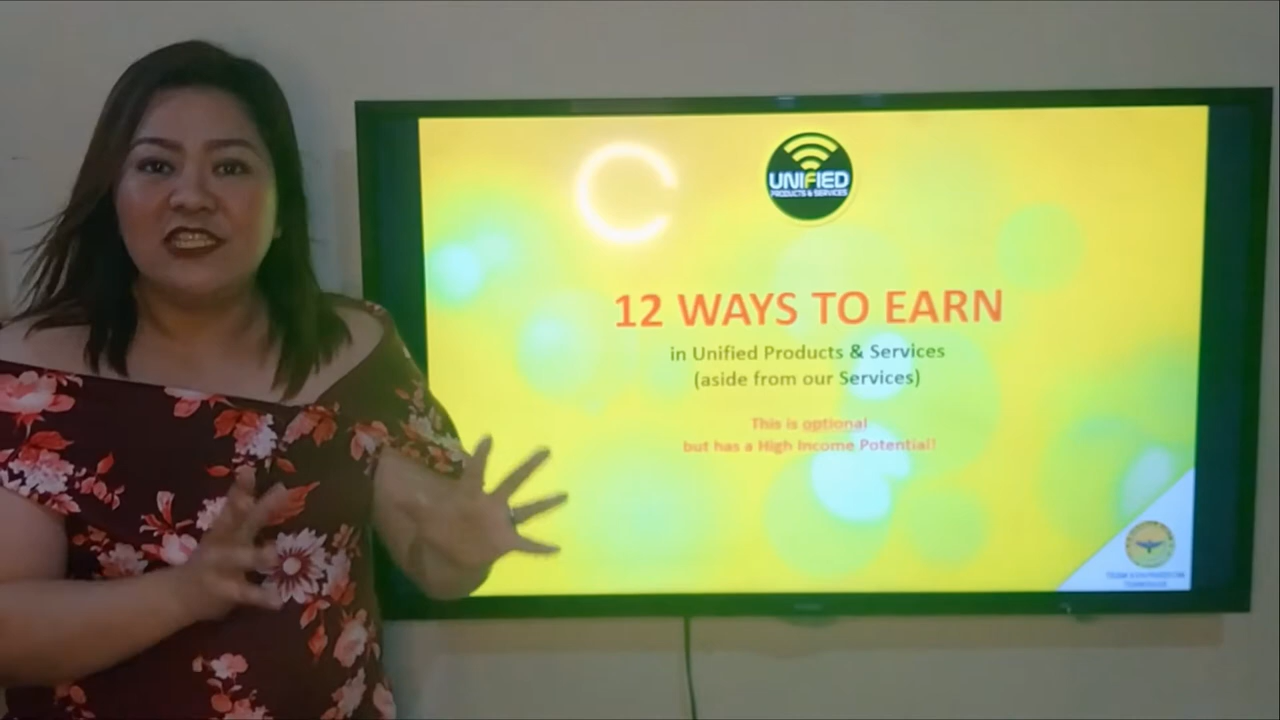 UNIFIED
PRODUCTS & SERVICES
12 WAYS TO EARN
in Unified Products & Services
(aside from our Services)
This is optional
but has a High Income Potential!